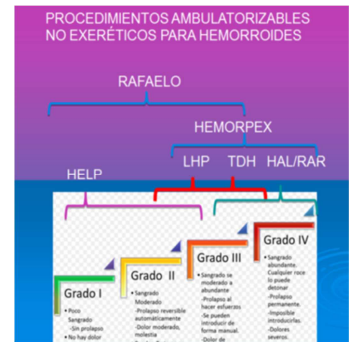 PROCEDIMIENTOS AMBULATORIZABLES
NO EXERÉTICOS PARA HEMORROIDES
RAFAELO
HEMORPEX
LHP TDH HAL/RAR
HELP
Grado I
• Poco
Sangrado
-Sin prolapso
• No hay dolor
Grado II
• Sangrado
Moderado
-Prolapso reversible
automáticamente
-Dolor moderado,
molestia
Grado III
• Sangrado se
moderado a
abundante
-Prolapso al
hacer esfuerzos
-Se pueden
introducir de
forma manual.
-Dolor de
Grado IV
• Sangrado
abundante.
Cualquier roce
lo puede
detonar
-Prolapso
permanente
-Imposible
introducirlas.
-Dolores
severos.